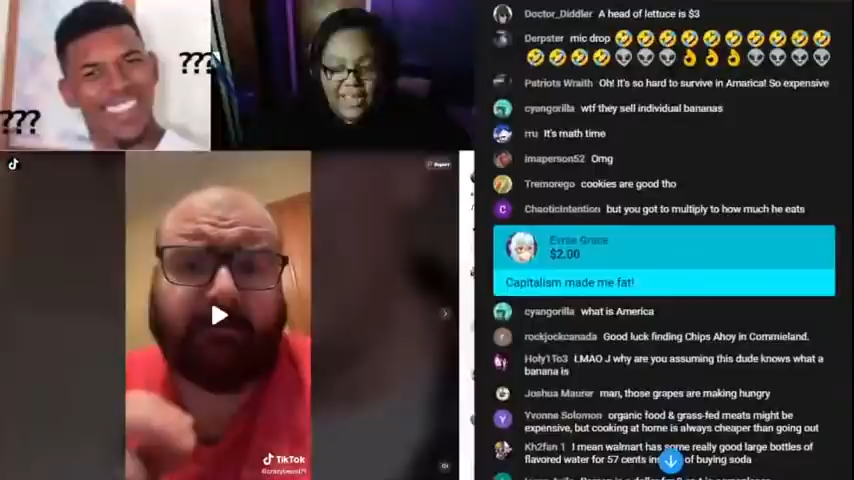 ???
???
Report
TikTok
Doctor_Diddler A head of lettuce is $3
Derpster mic drop
Patriots Wraith Oh! It's so hard to survive in Amarica! So expensive
cyangorilla wtf they sell individual bananas
rru It's math time
imaperson52 Omg
Tremorego cookies are good tho
C ChaoticIntention but you got to multiply to how much he eats
Grace
$2.00
Capitalism made me fat!
cyangorilla what is America
r rockjockcanada Good luck finding Chips Ahoy in Commieland.
Holy1To3 LMAO J why are you assuming this dude knows what a
banana is
Joshua Maurer man, those grapes are making hungry
Y Yvonne Solomon organic food & grass-fed meats might be
expensive, but cooking at home is always cheaper than going out
Kh2fan 1 I mean walmart has some really good large bottles of
flavored water for 57 cents of buying soda